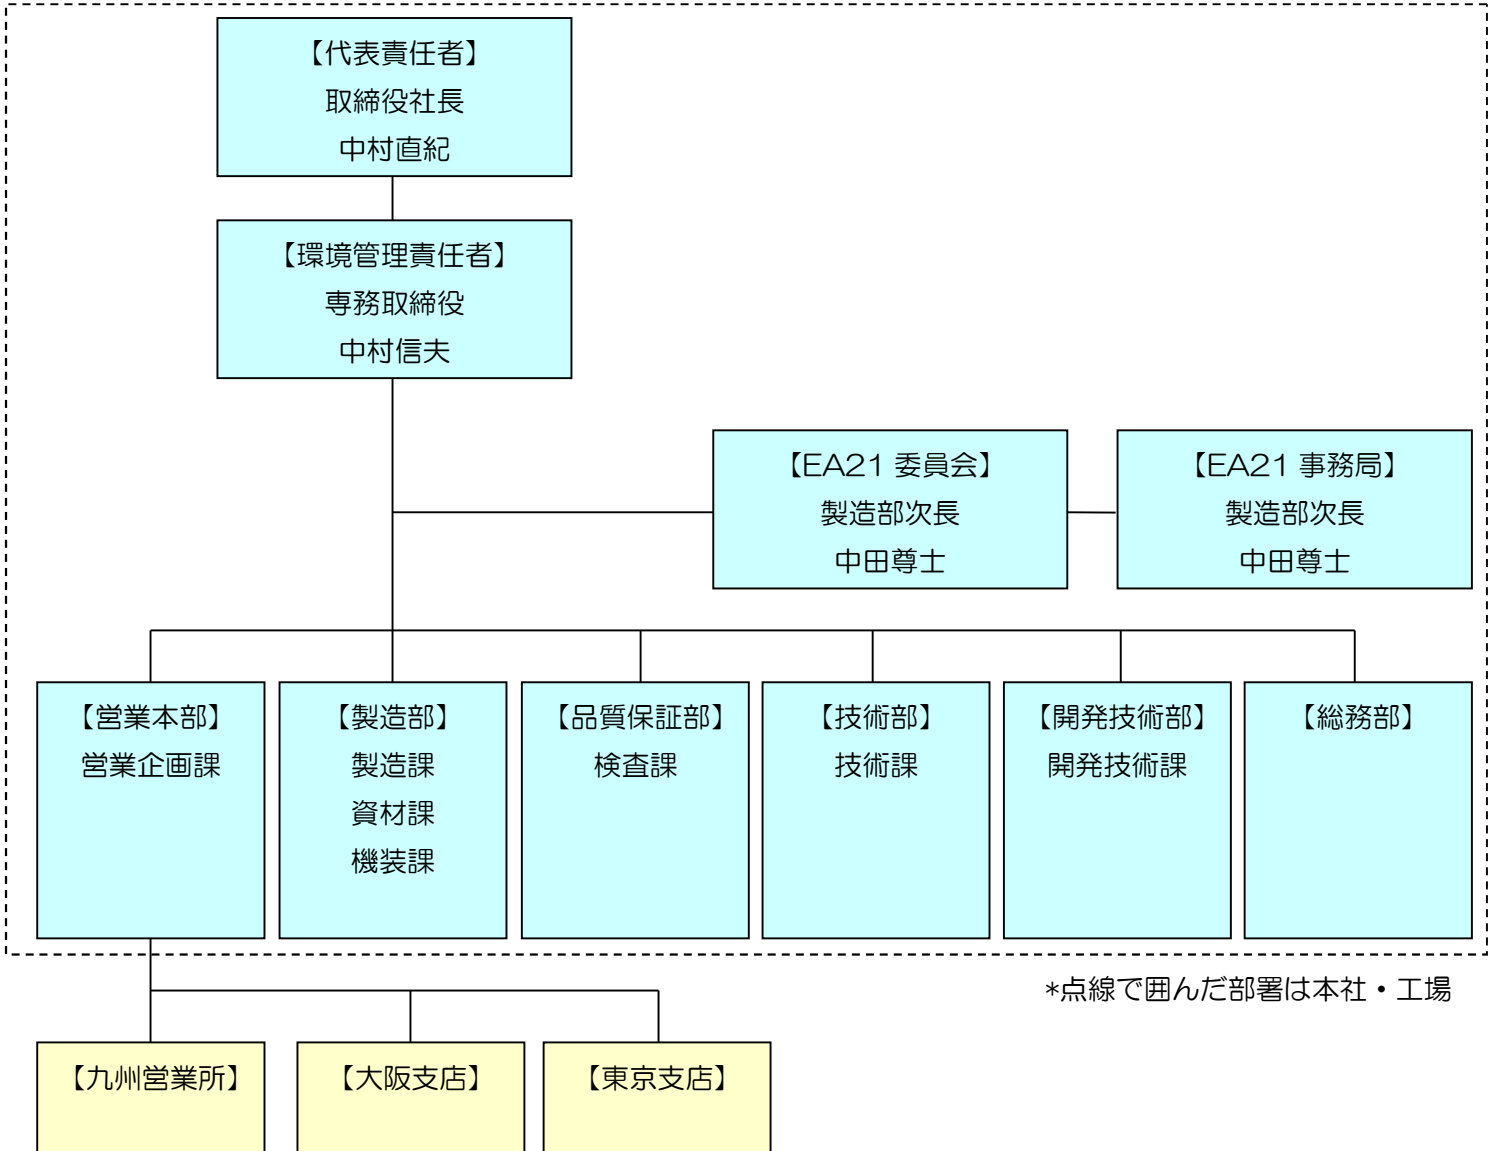 【代表責任者】
取締役社長
中村直紀
【環境管理責任者】
専務取締役
中村信夫
【EA21 委員会】
製造部次長
中田尊士
【EA21 事務局】
製造部次長
中田尊士
【営業本部】
営業企画課
【製造部】
製造課
資材課
機装課
【品質保証部】
検査課
【技術部】
技術課
【開発技術部】
開発技術課
【総務部】
*点線で囲んだ部署は本社・工場
【九州営業所】
【大阪支店】
【東京支店】